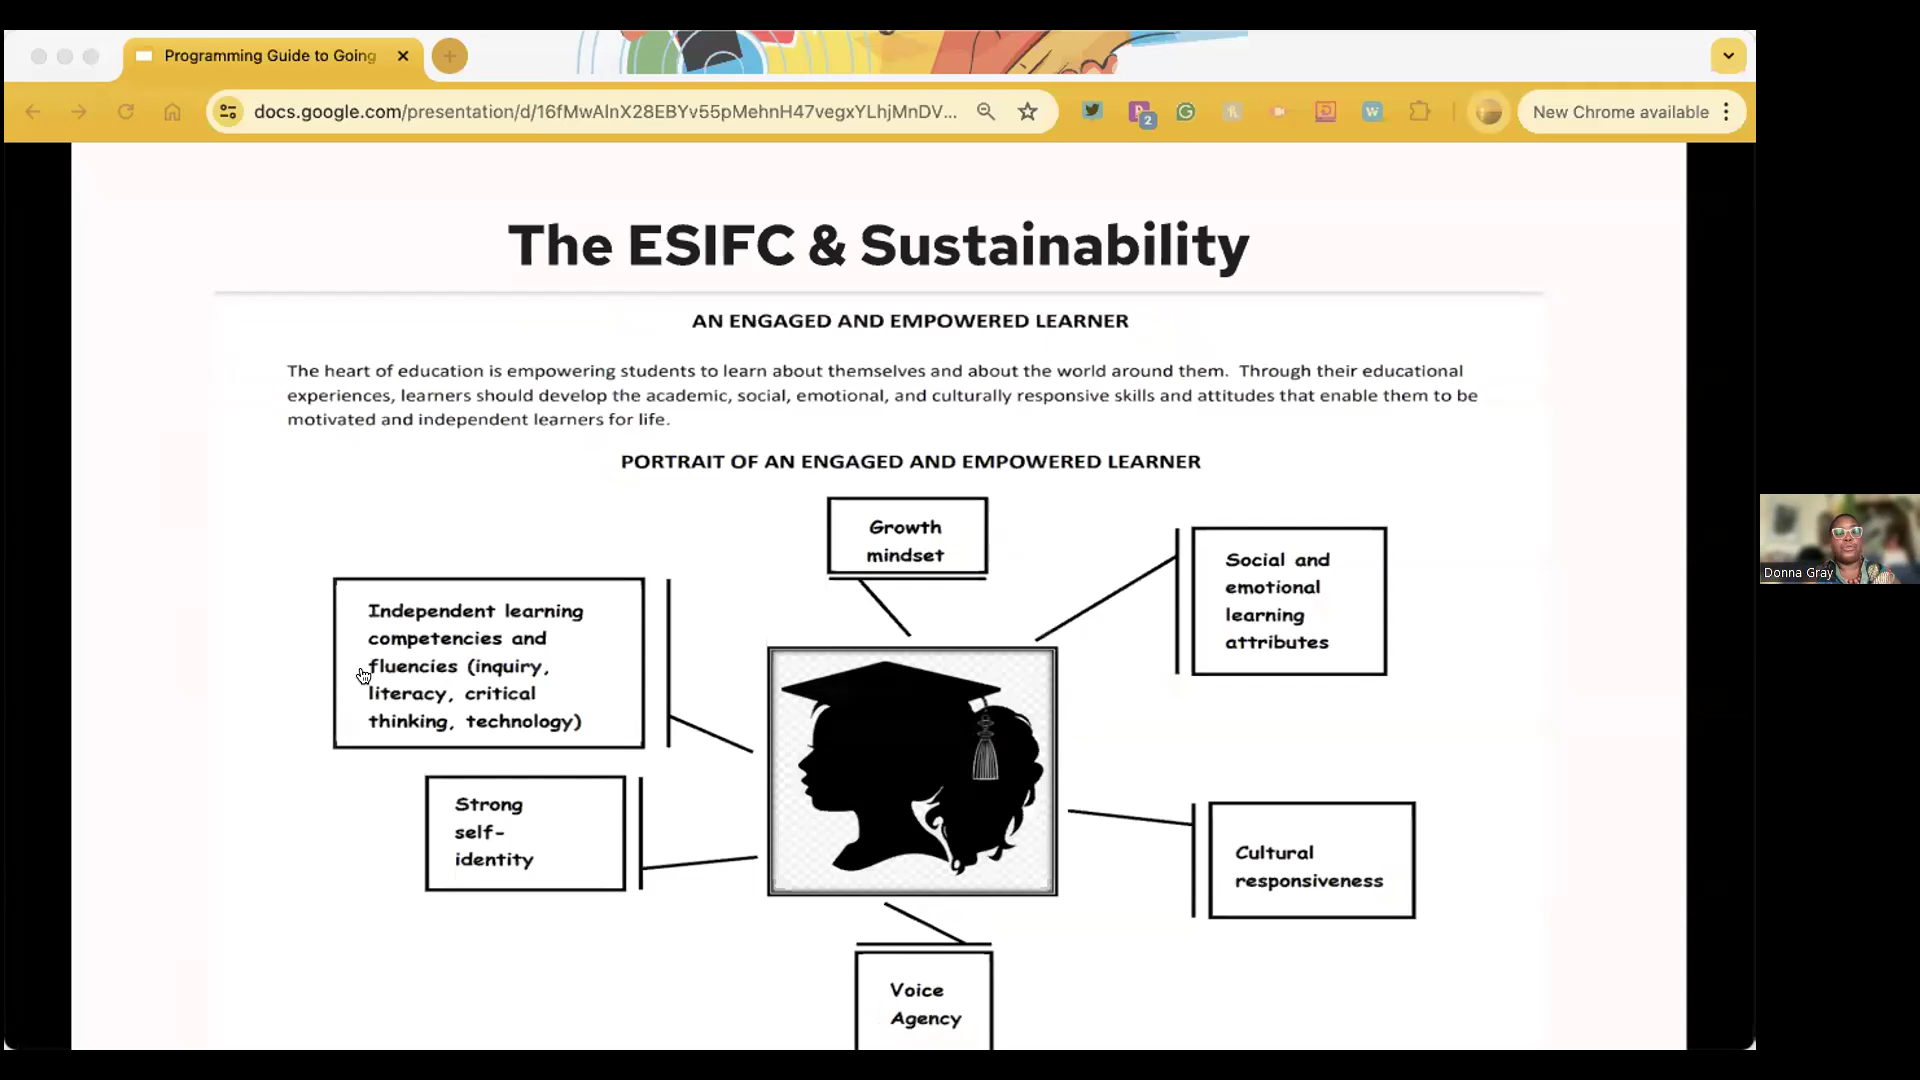 Programming Guide to Going
docs.google.com/presentation/d/16fMwAlnX28EBYv55pMehnH47vegxYLhjMnDV...
2
New Chrome available
The ESIFC & Sustainability
AN ENGAGED AND EMPOWERED LEARNER
The heart of education is empowering students to learn about themselves and about the world around them. Through their educational
experiences, learners should develop the academic, social, emotional, and culturally responsive skills and attitudes that enable them to be
motivated and independent learners for life.
PORTRAIT OF AN ENGAGED AND EMPOWERED LEARNER
Growth
mindset
Social and
emotional
learning
attributes
Independent learning
competencies and
fluencies (inquiry,
literacy, critical
thinking, technology)
Strong
self-
identity
Cultural
responsiveness
Voice
Agency
Donna Gray